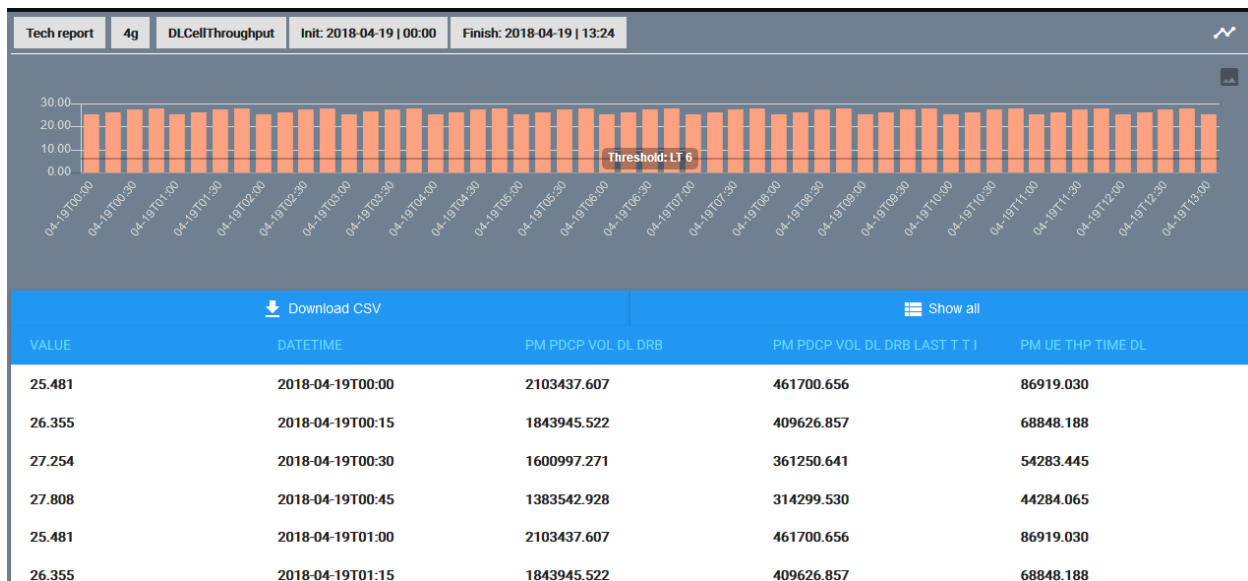 Tech report 4g DLCellThroughput Init: 2018-04-19 | 00:00 Finish: 2018-04-19 | 13:24
30.00
20.00
10.00
0.00
Threshold: LT 6
04-19T00:00 04-19T00:30 04-19T01:00 04-19T01:30 04-19T02:00 04-19T02:30 04-19T03:00 04-19T03:30 04-19T04:00 04-19T04:30 04-19T05:00 04-19T05:30 04-19T06:00 04-19T06:30 04-19T07:00 04-19T07:30 04-19T08:00 04-19T08:30 04-19T09:00 04-19T09:30 04-19T10:00 04-19T10:30 04-19T11:00 04-19T11:30 04-19T12:00 04-19T12:30 04-19T13:00
Download CSV Show all
VALUE DATETIME PM PDCP VOL DL DRB PM PDCP VOL DL DRB LAST T T I PM UE THP TIME DL
25.481 2018-04-19T00:00 2103437.607 461700.656 86919.030
26.355 2018-04-19T00:15 1843945.522 409626.857 68848.188
27.254 2018-04-19T00:30 1600997.271 361250.641 54283.445
27.808 2018-04-19T00:45 1383542.928 314299.530 44284.065
25.481 2018-04-19T01:00 2103437.607 461700.656 86919.030
26.355 2018-04-19T01:15 1843945.522 409626.857 68848.188